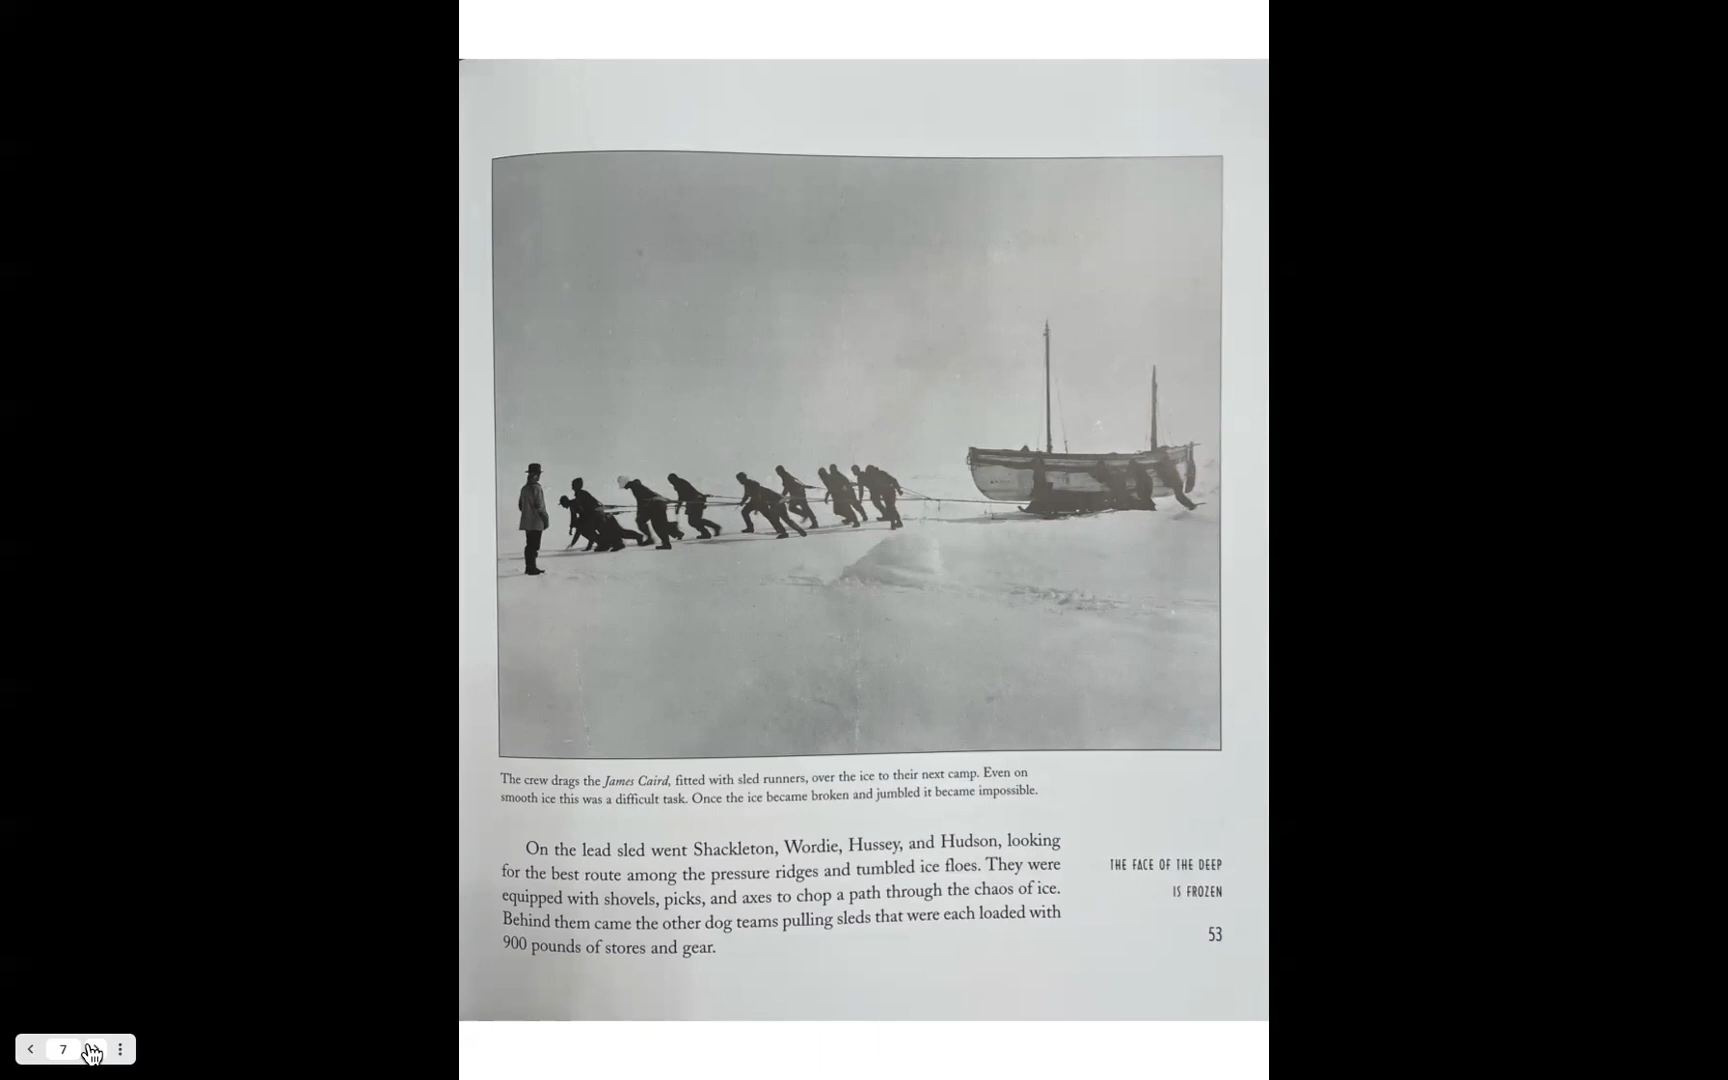 The crew drags the James Caird, fitted with sled runners, over the ice to their next camp. Even on
smooth ice this was a difficult task. Once the ice became broken and jumbled it became impossible.
On the lead sled went Shackleton, Wordie, Hussey, and Hudson, looking
for the best route among the pressure ridges and tumbled ice floes. They were
equipped with shovels, picks, and axes to chop a path through the chaos of ice.
Behind them came the other dog teams pulling sleds that were each loaded with
900 pounds of stores and gear.
THE FACE OF THE DEEP
IS FROZEN
53
7